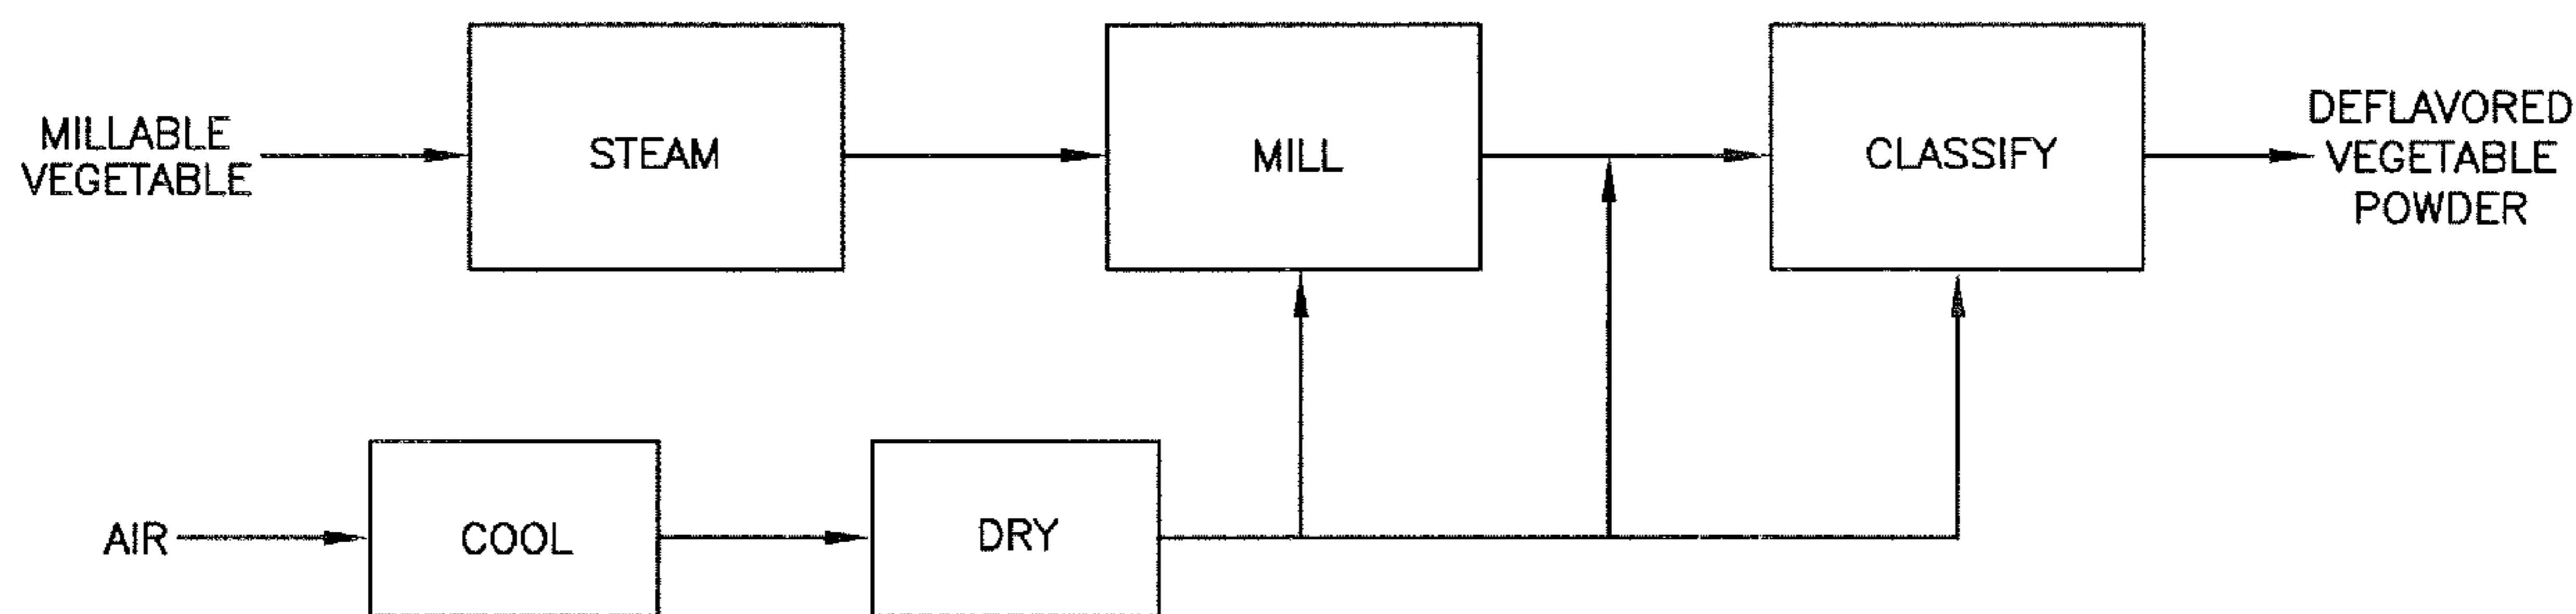 MILLABLE
VEGETABLE
STEAM
MILL
CLASSIFY
DEFLAVORED
VEGETABLE
POWDER
AIR
COOL
DRY